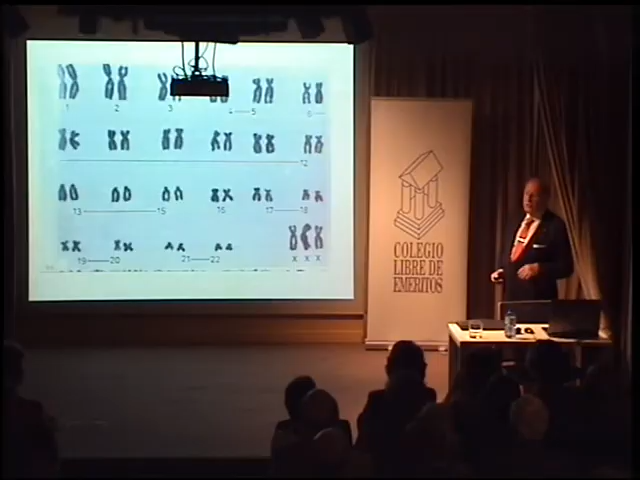 1 2 3 4 5 6
12
13 15 16 17 18
19 20 21 22 X X X
COLEGIO
LIBRE DE
EMERITOS